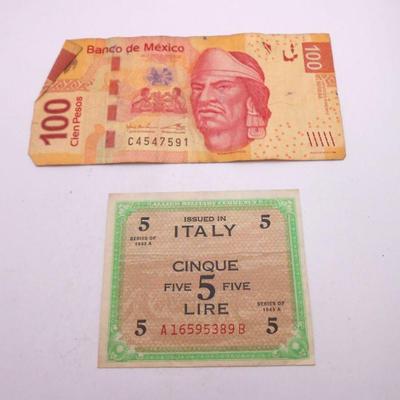 Banco de México
100
100
Cien Pesos
C4547591
ALLIED MILITARY CURRENCY
5 ISSUED IN 5
ITALY
SERIES OF
1943 A
CINQUE
FIVE 5 FIVE
LIRE
SERIES OF
1943 A
5 A16595389B 5